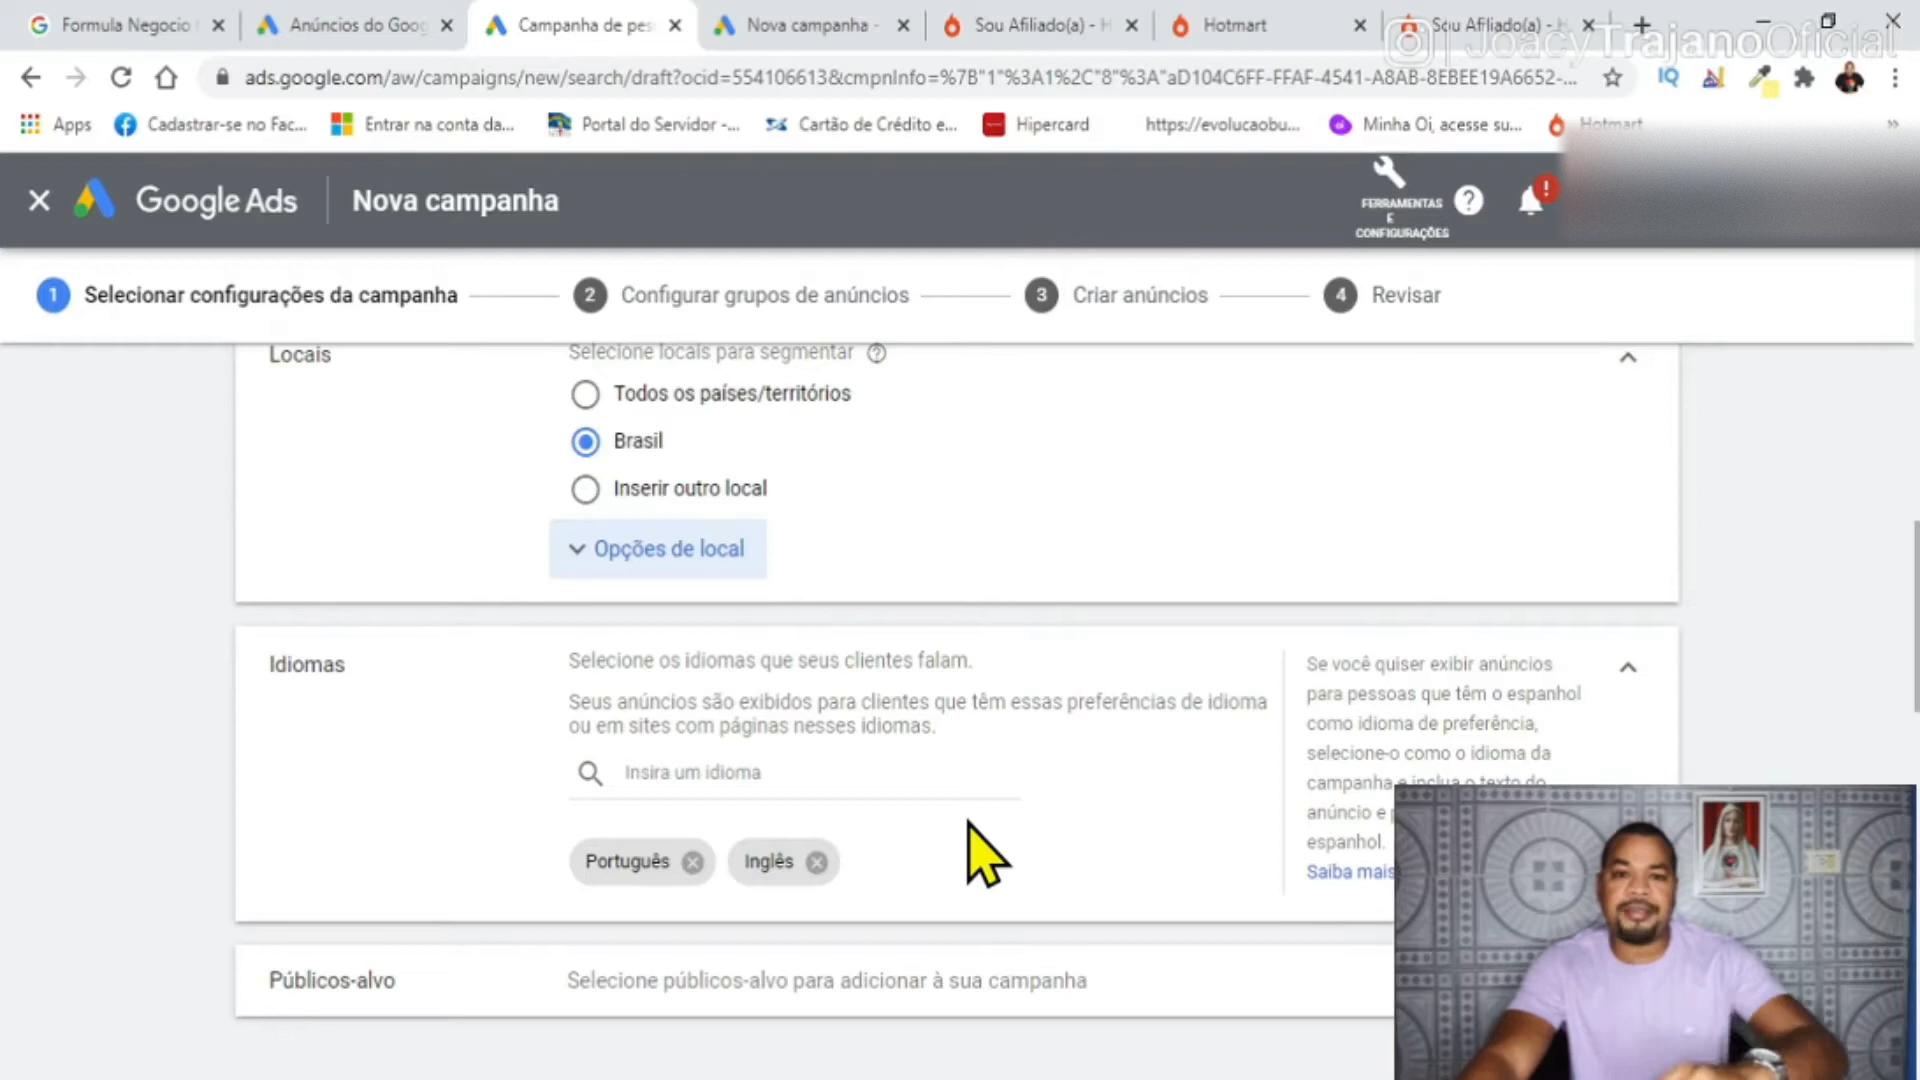 Formula Negocio
Anúncios do Goog
Campanha de pes
Nova campanha -
Sou Afiliado(a) - H
Hotmart
Sou Afiliado(a) - H
JoacyTrajanoOficial
ads.google.com/aw/campaigns/new/search/draft?ocid=554106613&cmpnInfo=%7B"1"%3A1%2C"8"%3A"aD104C6FF-FFAF-4541-A8AB-8EBEE19A6652-...
IQ
Apps
Cadastrar-se no Fac...
Entrar na conta da...
Portal do Servidor -...
Cartão de Crédito e...
Hipercard
https://evolucaobu...
Minha Oi, acesse su...
Hotmart
Google Ads
Nova campanha
FERRAMENTAS
E
CONFIGURAÇÕES
1 Selecionar configurações da campanha
2 Configurar grupos de anúncios
3 Criar anúncios
4 Revisar
Locais
Selecione locais para segmentar
Todos os países/territórios
Brasil
Inserir outro local
Opções de local
Idiomas
Selecione os idiomas que seus clientes falam.
Seus anúncios são exibidos para clientes que têm essas preferências de idioma
ou em sites com páginas nesses idiomas.
Insira um idioma
Português
Inglês
Se você quiser exibir anúncios
para pessoas que têm o espanhol
como idioma de preferência,
selecione-o como o idioma da
campanha e inclua o texto do
anúncio e
espanhol.
Saiba mais
Públicos-alvo
Selecione públicos-alvo para adicionar à sua campanha